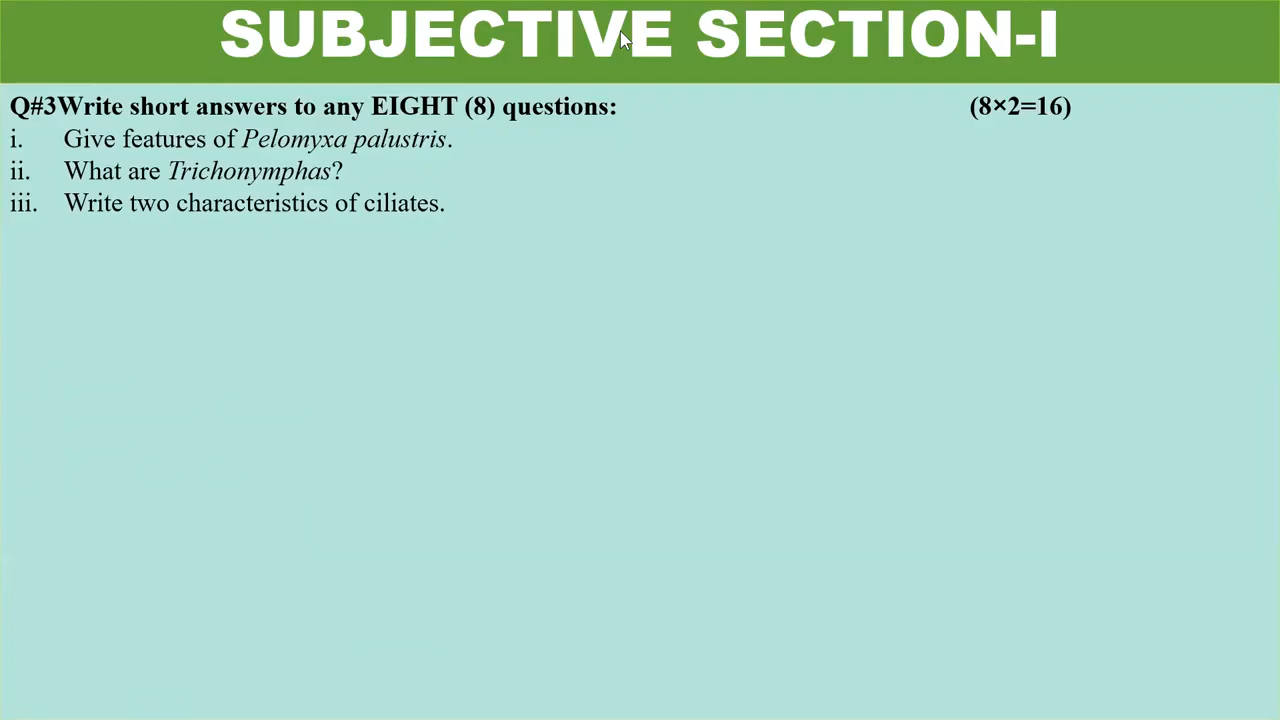 SUBJECTIVE SECTION-I
Q#3Write short answers to any EIGHT (8) questions: (8×2=16)
i. Give features of Pelomyxa palustris.
ii. What are Trichonymphas?
iii. Write two characteristics of ciliates.